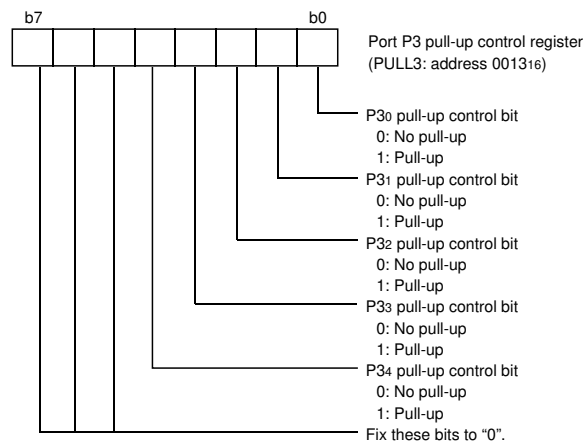 b7 b0
Port P3 pull-up control register
(PULL3: address 001316)
P30 pull-up control bit
0: No pull-up
1: Pull-up
P31 pull-up control bit
0: No pull-up
1: Pull-up
P32 pull-up control bit
0: No pull-up
1: Pull-up
P33 pull-up control bit
0: No pull-up
1: Pull-up
P34 pull-up control bit
0: No pull-up
1: Pull-up
Fix these bits to “0”.